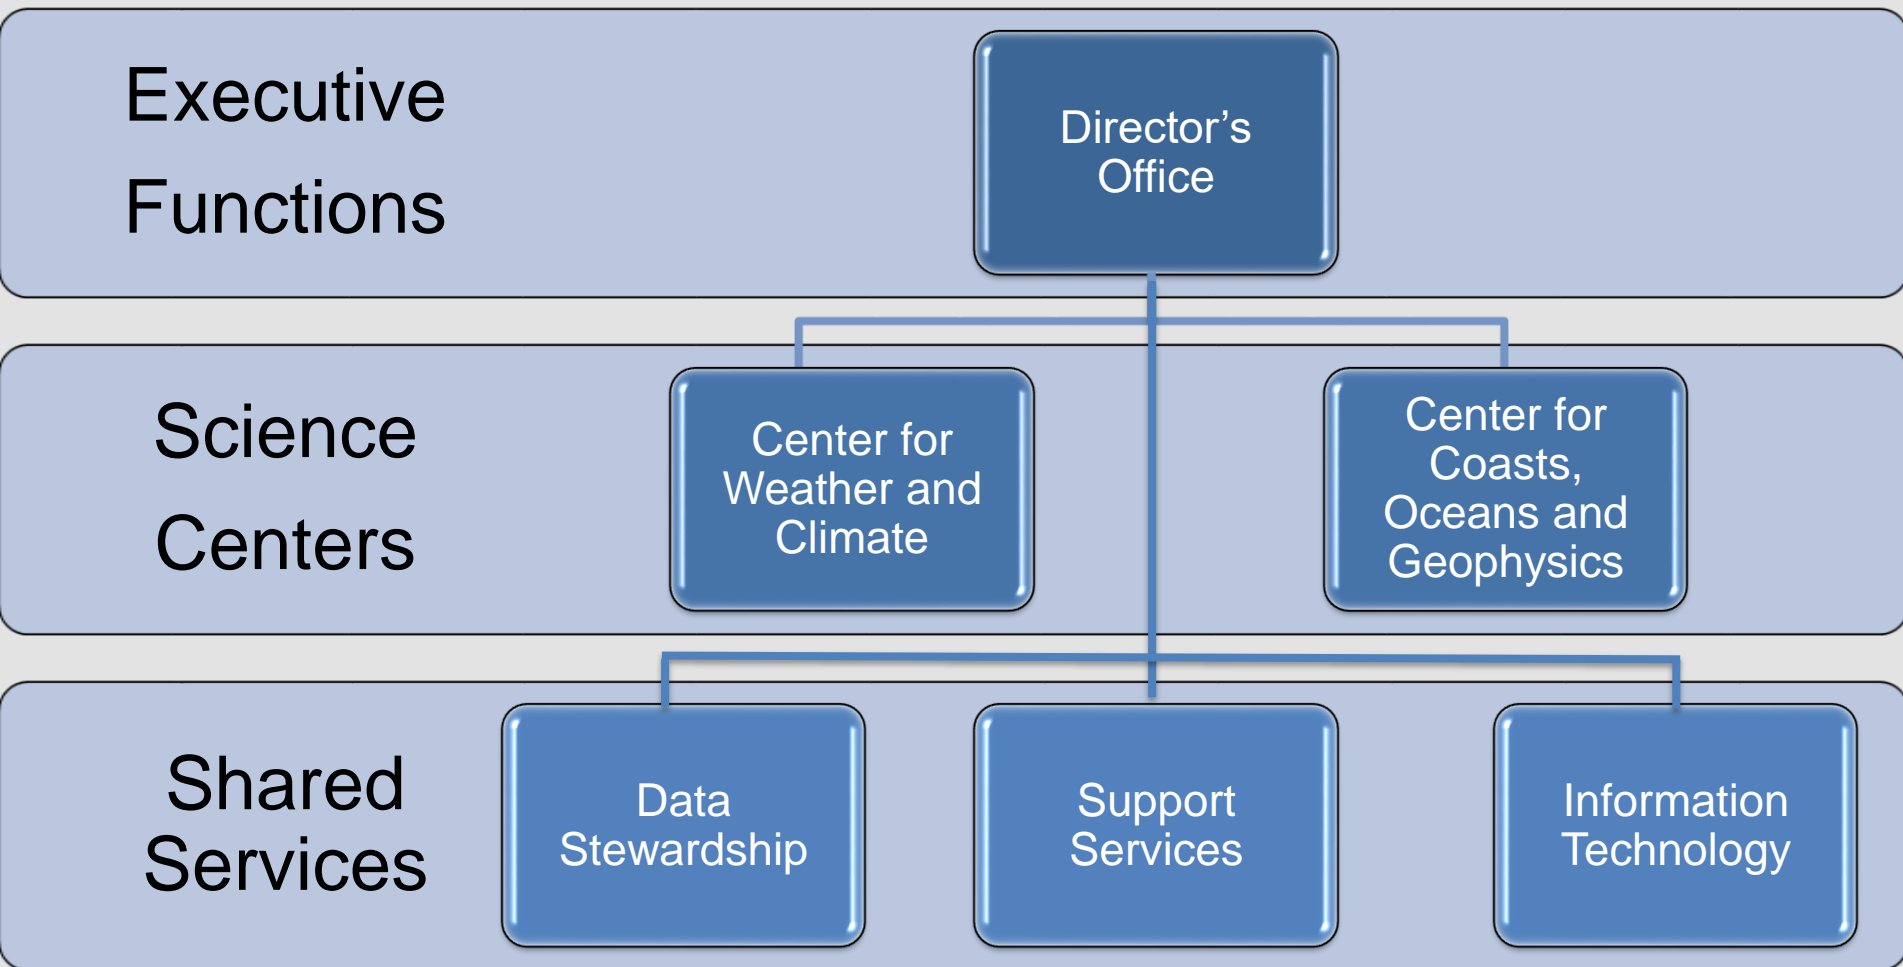 Executive
Functions
Director’s
Office
Science
Centers
Center for
Weather and
Climate
Center for
Coasts,
Oceans and
Geophysics
Shared
Services
Data
Stewardship
Support
Services
Information
Technology